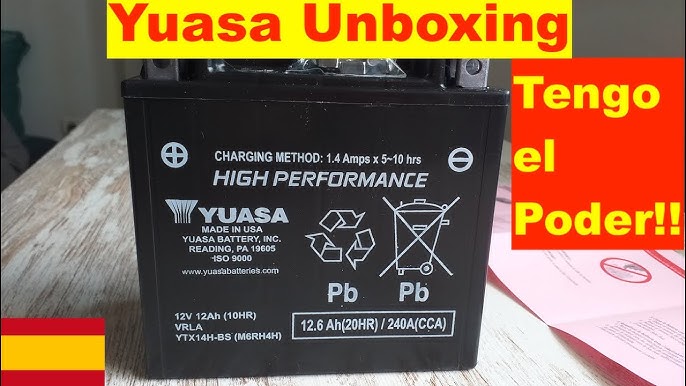 Yuasa Unboxing
Tengo
el
Poder!!
CHARGING METHOD: 1.4 Amps x 5~10 hrs
HIGH PERFORMANCE
YUASA
MADE IN USA
YUASA BATTERY, INC.
READING, PA 19605
ISO 9000
www.yuasabatteries.com
Pb Pb
12V 12Ah (10HR)
VRLA
YTX14H-BS (M6RH4H)
12.6 Ah(20HR) / 240A(CCA)